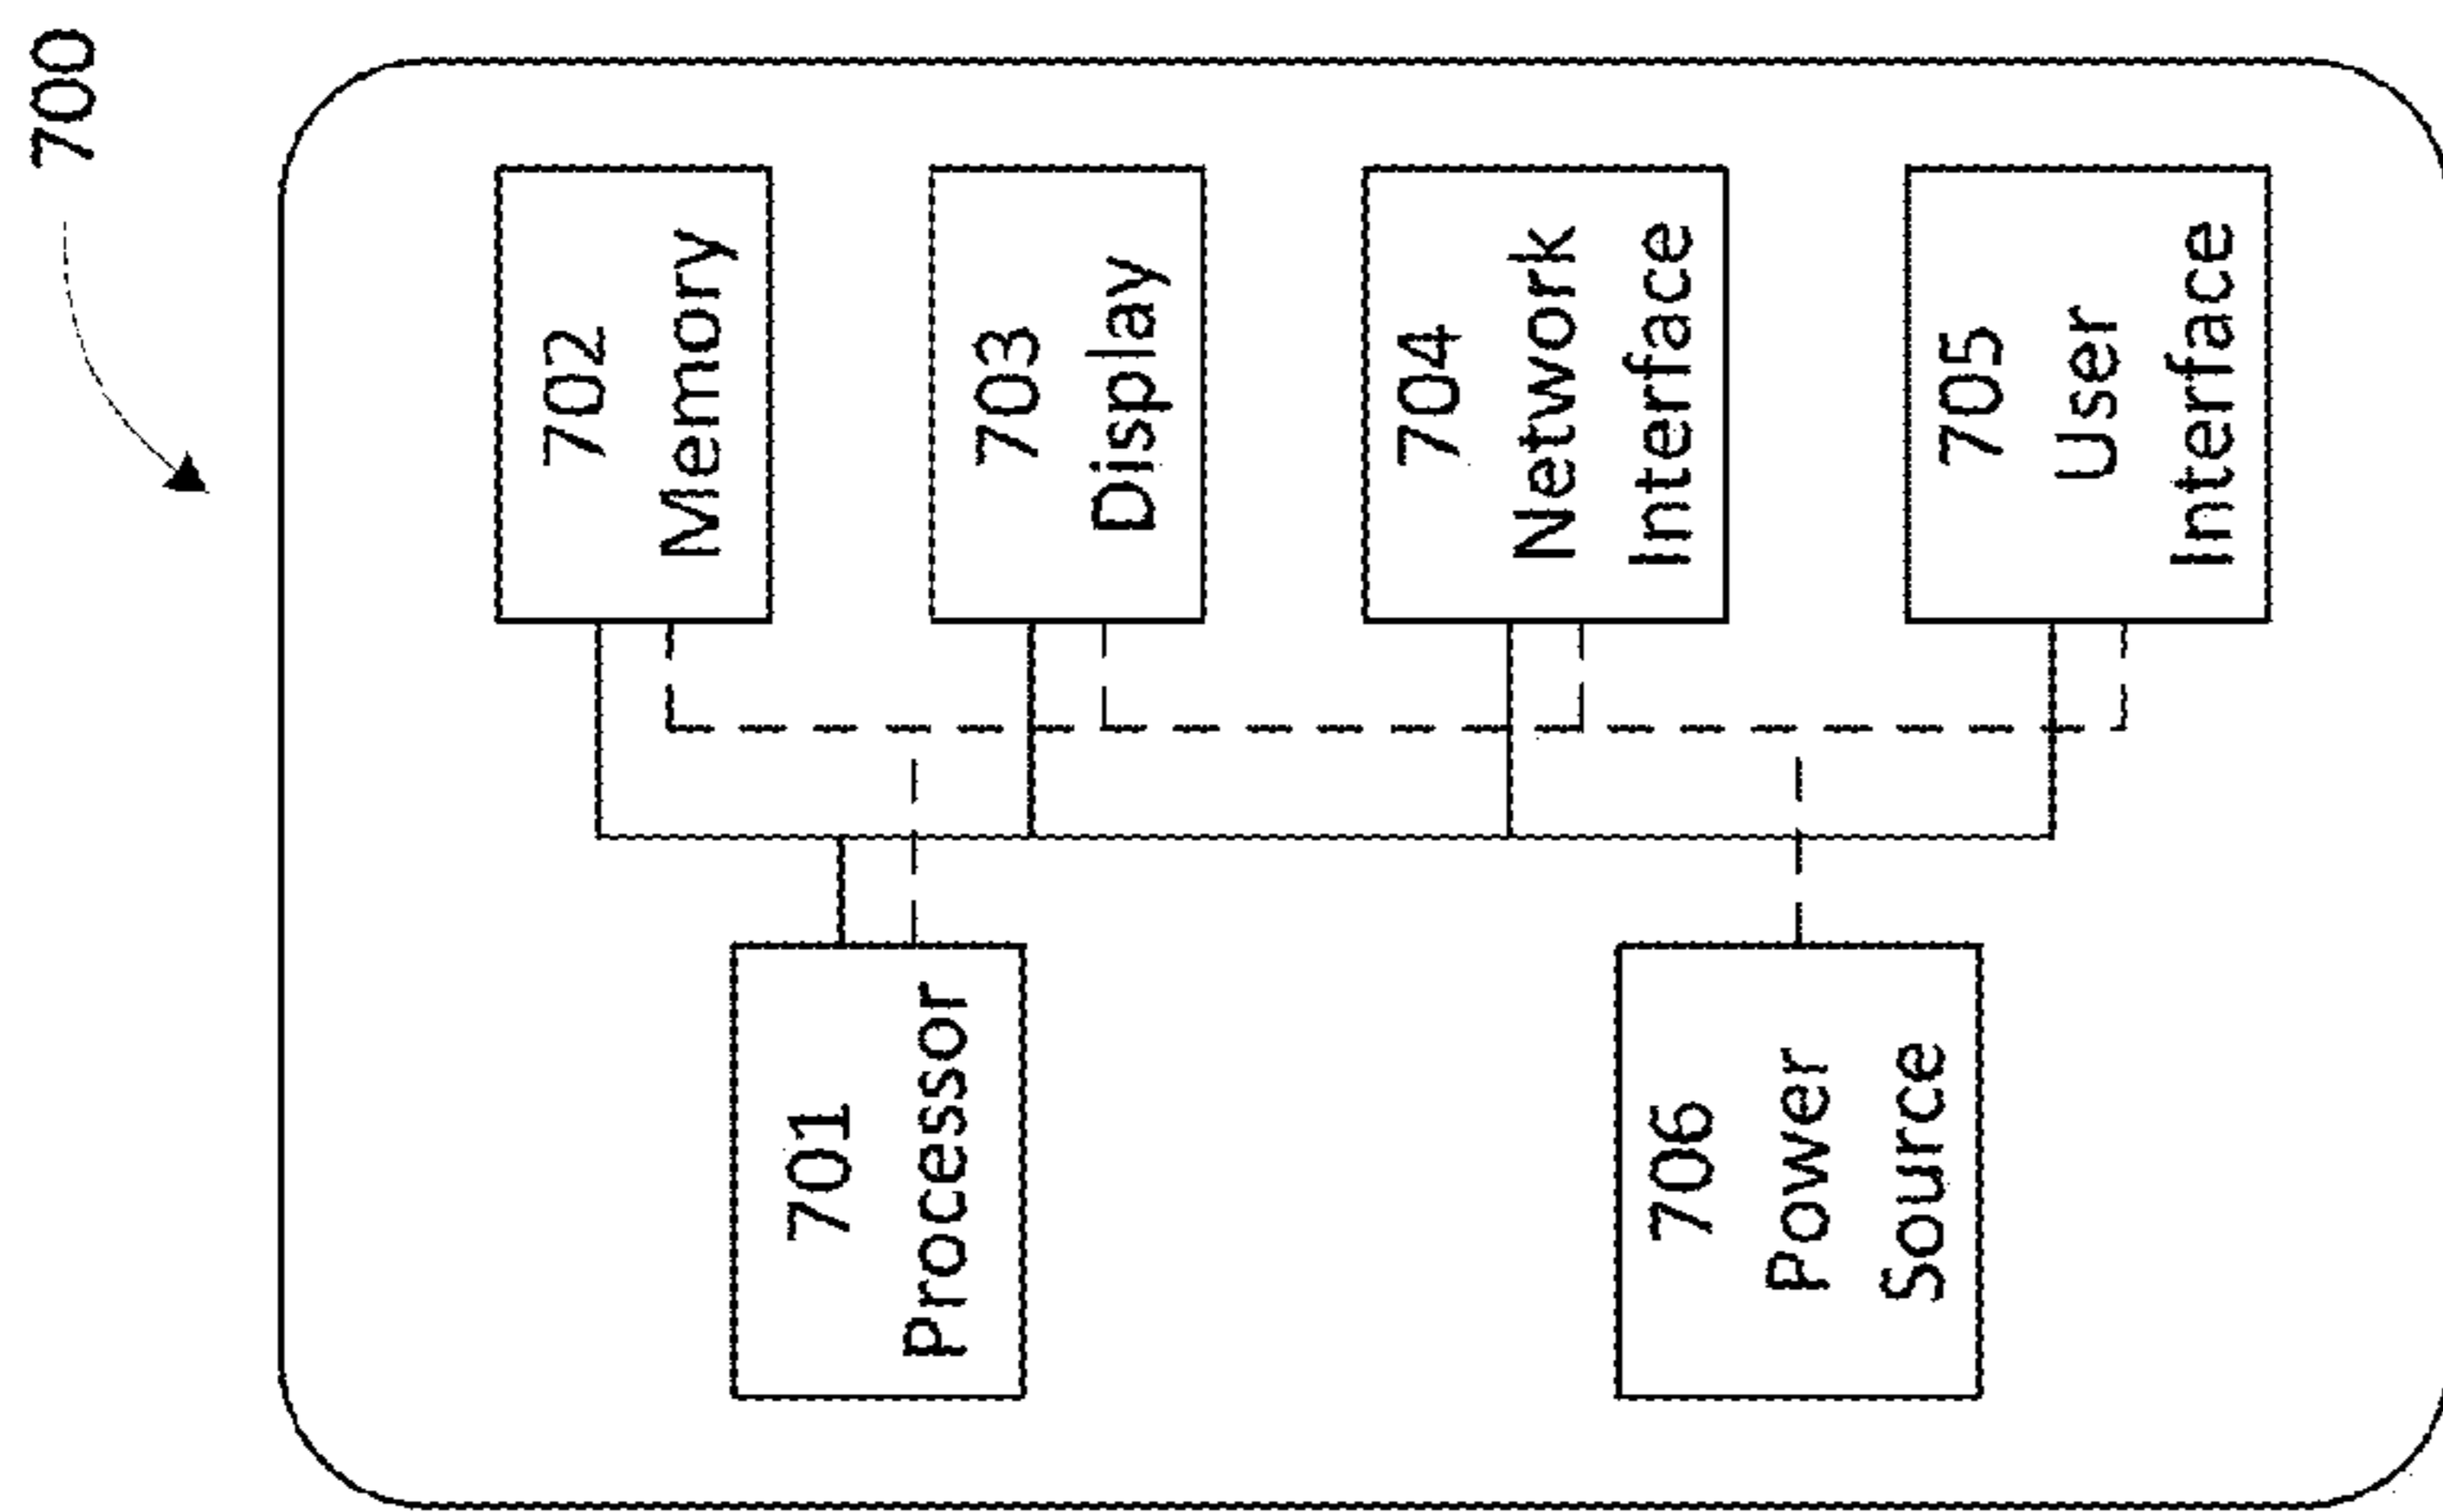 700
702
Memory
703
Display
704
Network
Interface
705
User
Interface
701
Processor
706
Power
Source